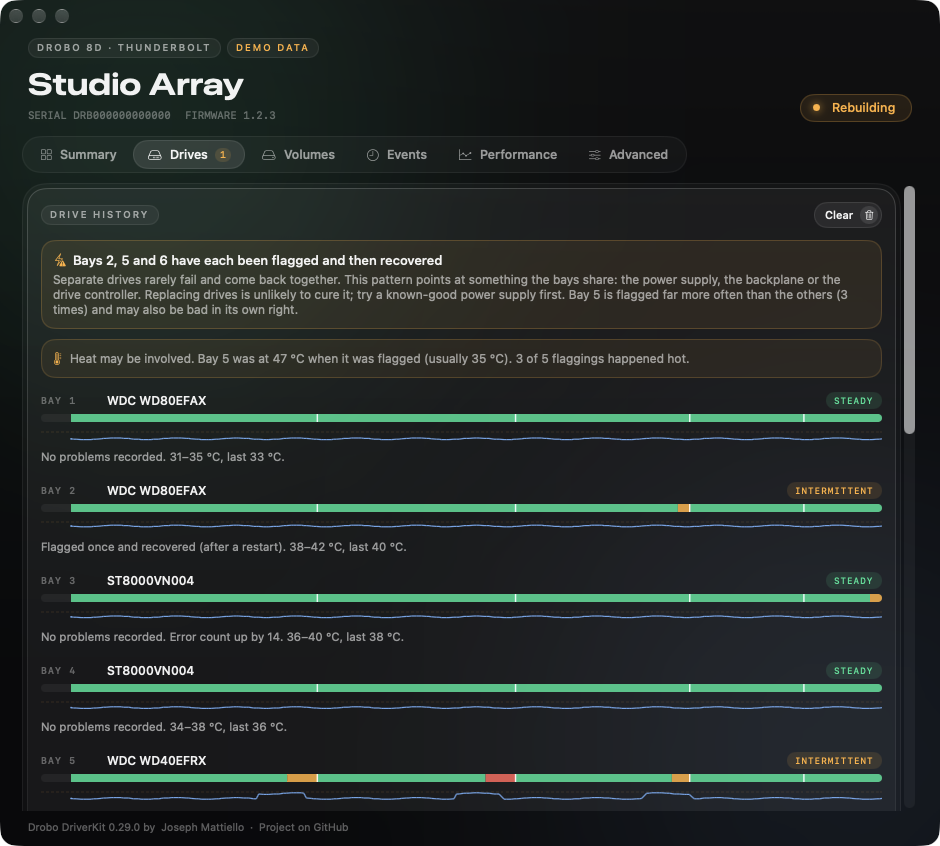 DROBO 8D · THUNDERBOLT
DEMO DATA
Studio Array
SERIAL DRB000000000000 FIRMWARE 1.2.3
Rebuilding
Summary
Drives 1
Volumes
Events
Performance
Advanced
DRIVE HISTORY
Clear
Bays 2, 5 and 6 have each been flagged and then recovered
Separate drives rarely fail and come back together. This pattern points at something the bays share: the power supply, the backplane or the
drive controller. Replacing drives is unlikely to cure it; try a known-good power supply first. Bay 5 is flagged far more often than the others (3
times) and may also be bad in its own right.
Heat may be involved. Bay 5 was at 47 °C when it was flagged (usually 35 °C). 3 of 5 flaggings happened hot.
BAY 1 WDC WD80EFAX STEADY
No problems recorded. 31–35 °C, last 33 °C.
BAY 2 WDC WD80EFAX INTERMITTENT
Flagged once and recovered (after a restart). 38–42 °C, last 40 °C.
BAY 3 ST8000VN004 STEADY
No problems recorded. Error count up by 14. 36–40 °C, last 38 °C.
BAY 4 ST8000VN004 STEADY
No problems recorded. 34–38 °C, last 36 °C.
BAY 5 WDC WD40EFRX INTERMITTENT
Drobo DriverKit 0.29.0 by Joseph Mattiello · Project on GitHub